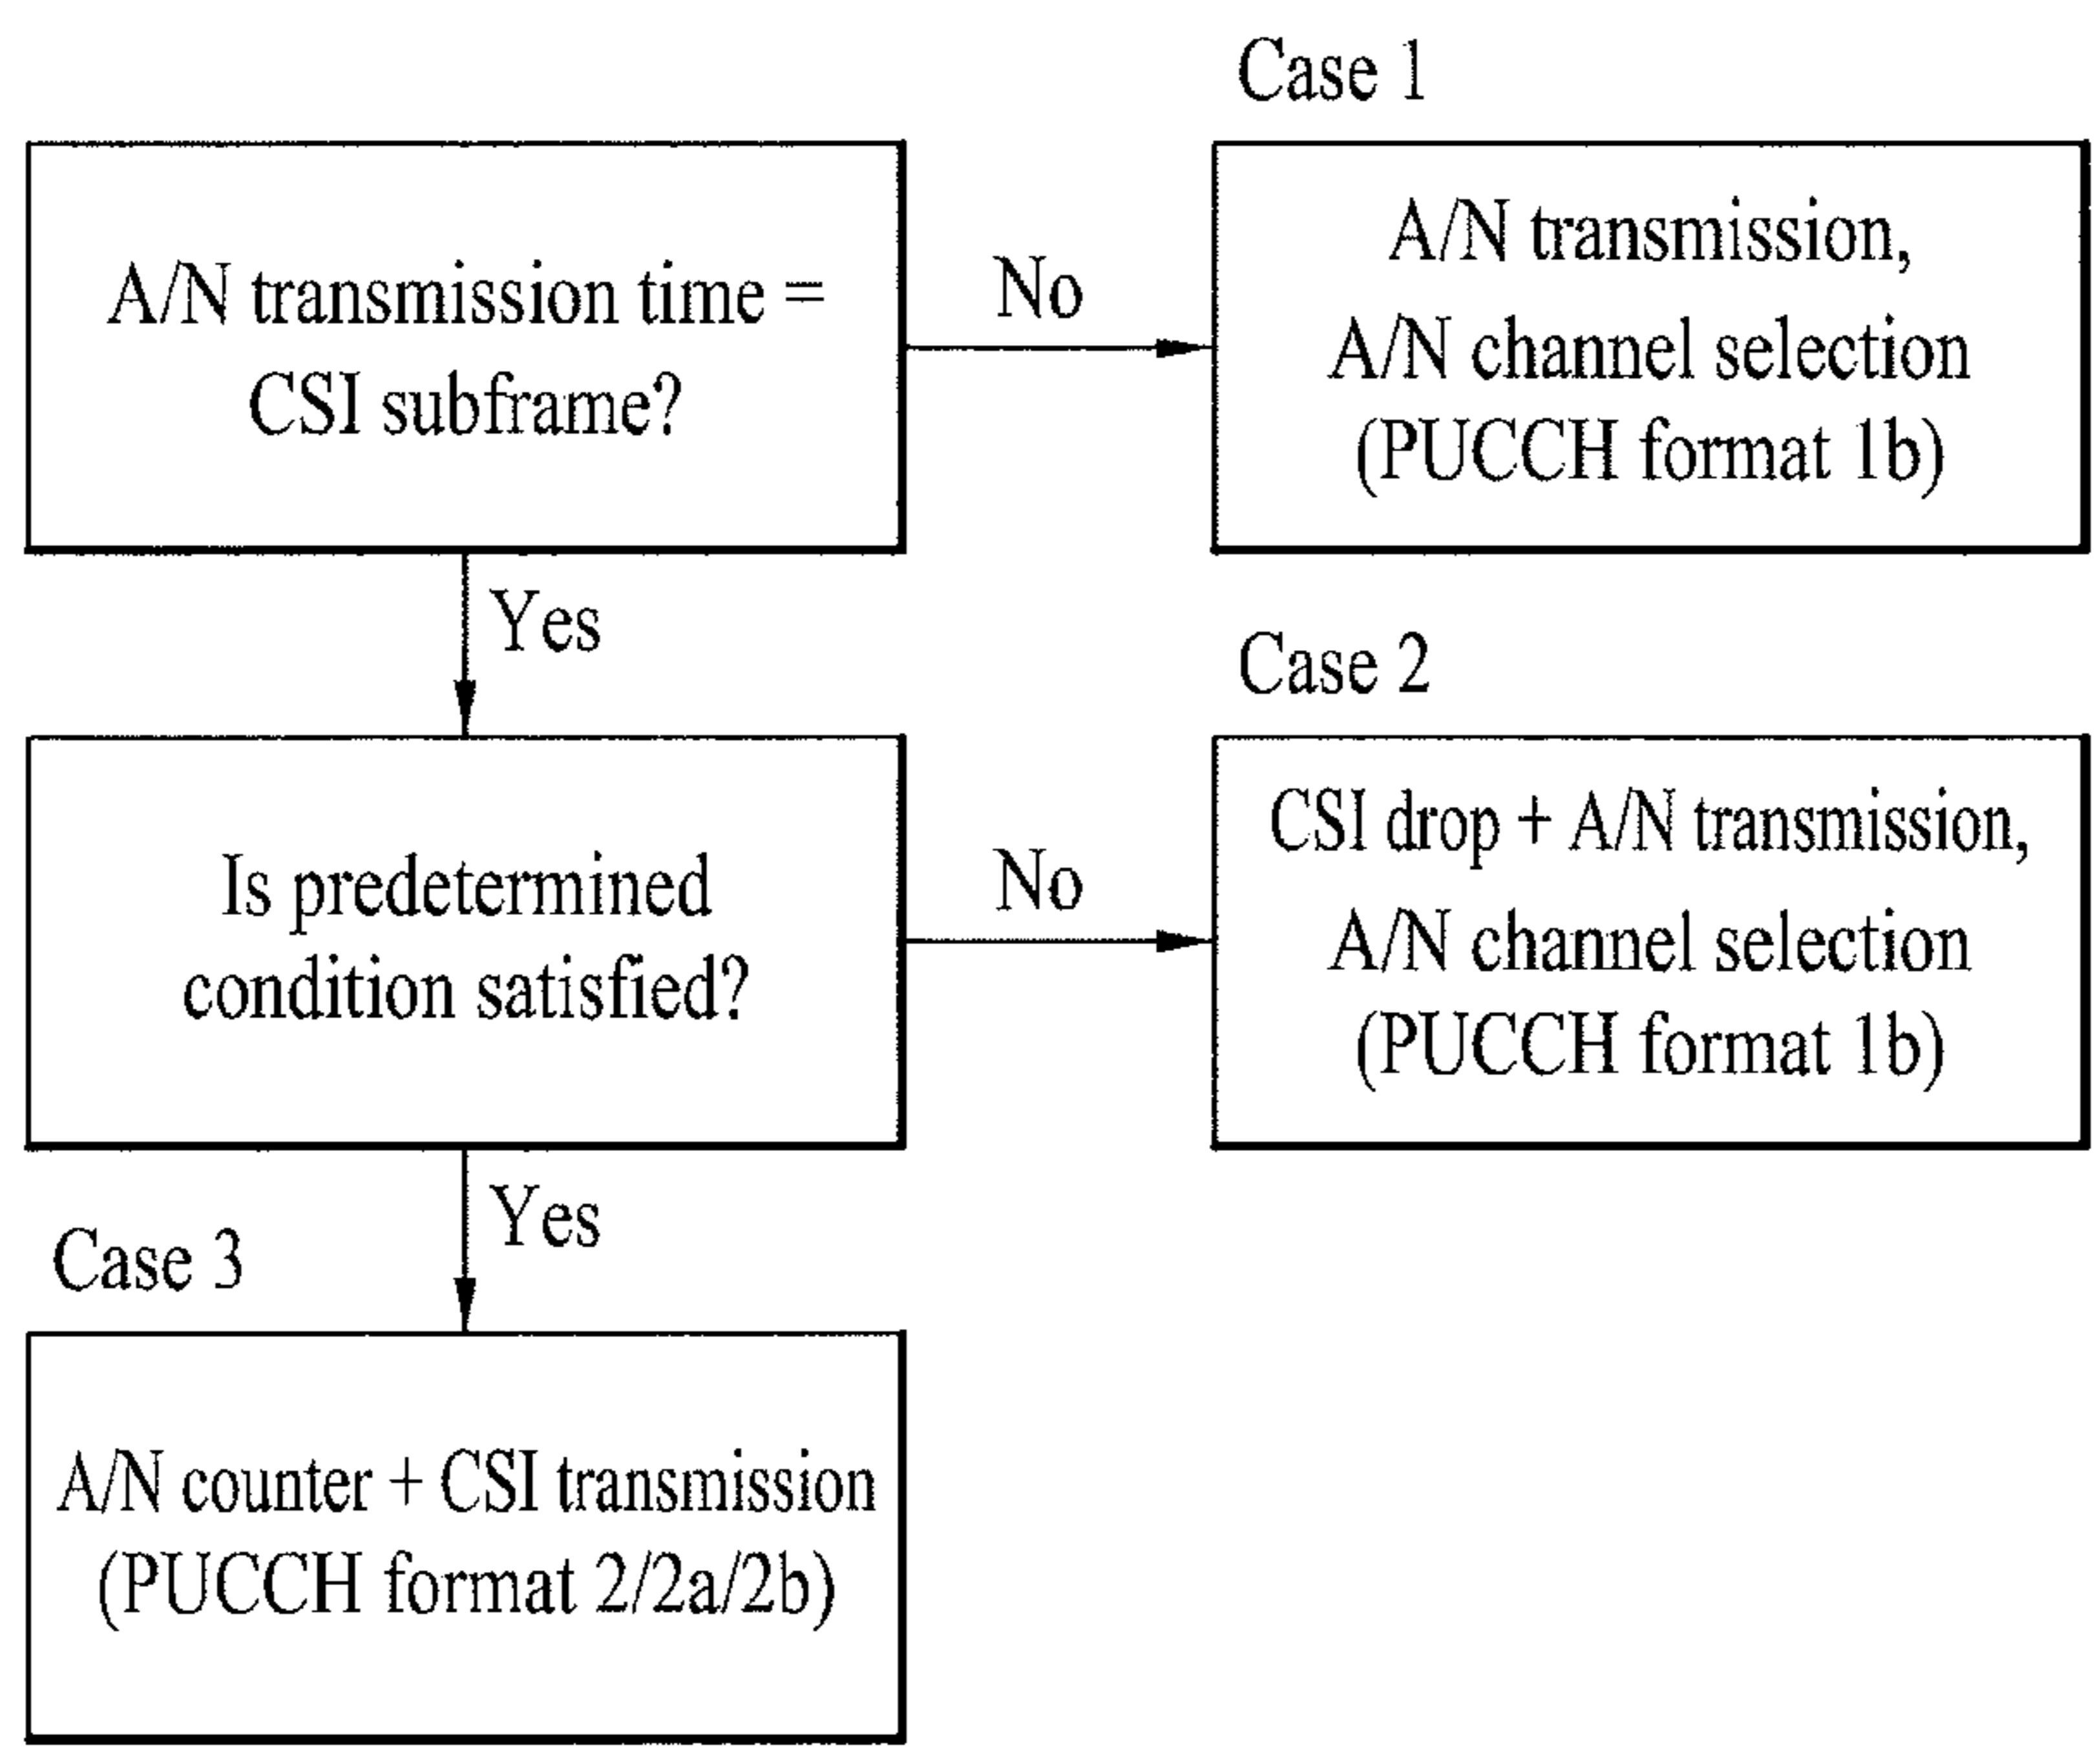 Case 1
A/N transmission time =
CSI subframe?
No
A/N transmission,
A/N channel selection
(PUCCH format 1b)
Yes
Case 2
Is predetermined
condition satisfied?
No
CSI drop + A/N transmission,
A/N channel selection
(PUCCH format 1b)
Yes
Case 3
A/N counter + CSI transmission
(PUCCH format 2/2a/2b)